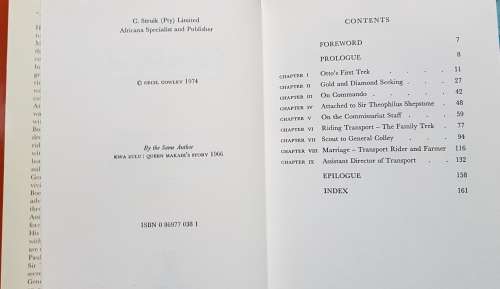 C. Struik (Pty) Limited
Africana Specialist and Publisher
© CECIL COWLEY 1974
By the Same Author
KWA ZULU: QUEEN MKABI'S STORY 1966
ISBN 0 86977 038 1
CONTENTS
FOREWORD 7
PROLOGUE 8
CHAPTER I Otto's First Trek . . . . 11
CHAPTER II Gold and Diamond Seeking . . 27
CHAPTER III On Commando . . . . 42
CHAPTER IV Attached to Sir Theophilus Shepstone . 48
CHAPTER V On the Commissariat Staff . . . 59
CHAPTER VI Riding Transport – The Family Trek . 77
CHAPTER VII Scout to General Colley . . . 94
CHAPTER VIII Marriage – Transport Rider and Farmer 116
CHAPTER IX Assistant Director of Transport . . 132
EPILOGUE 158
INDEX 161